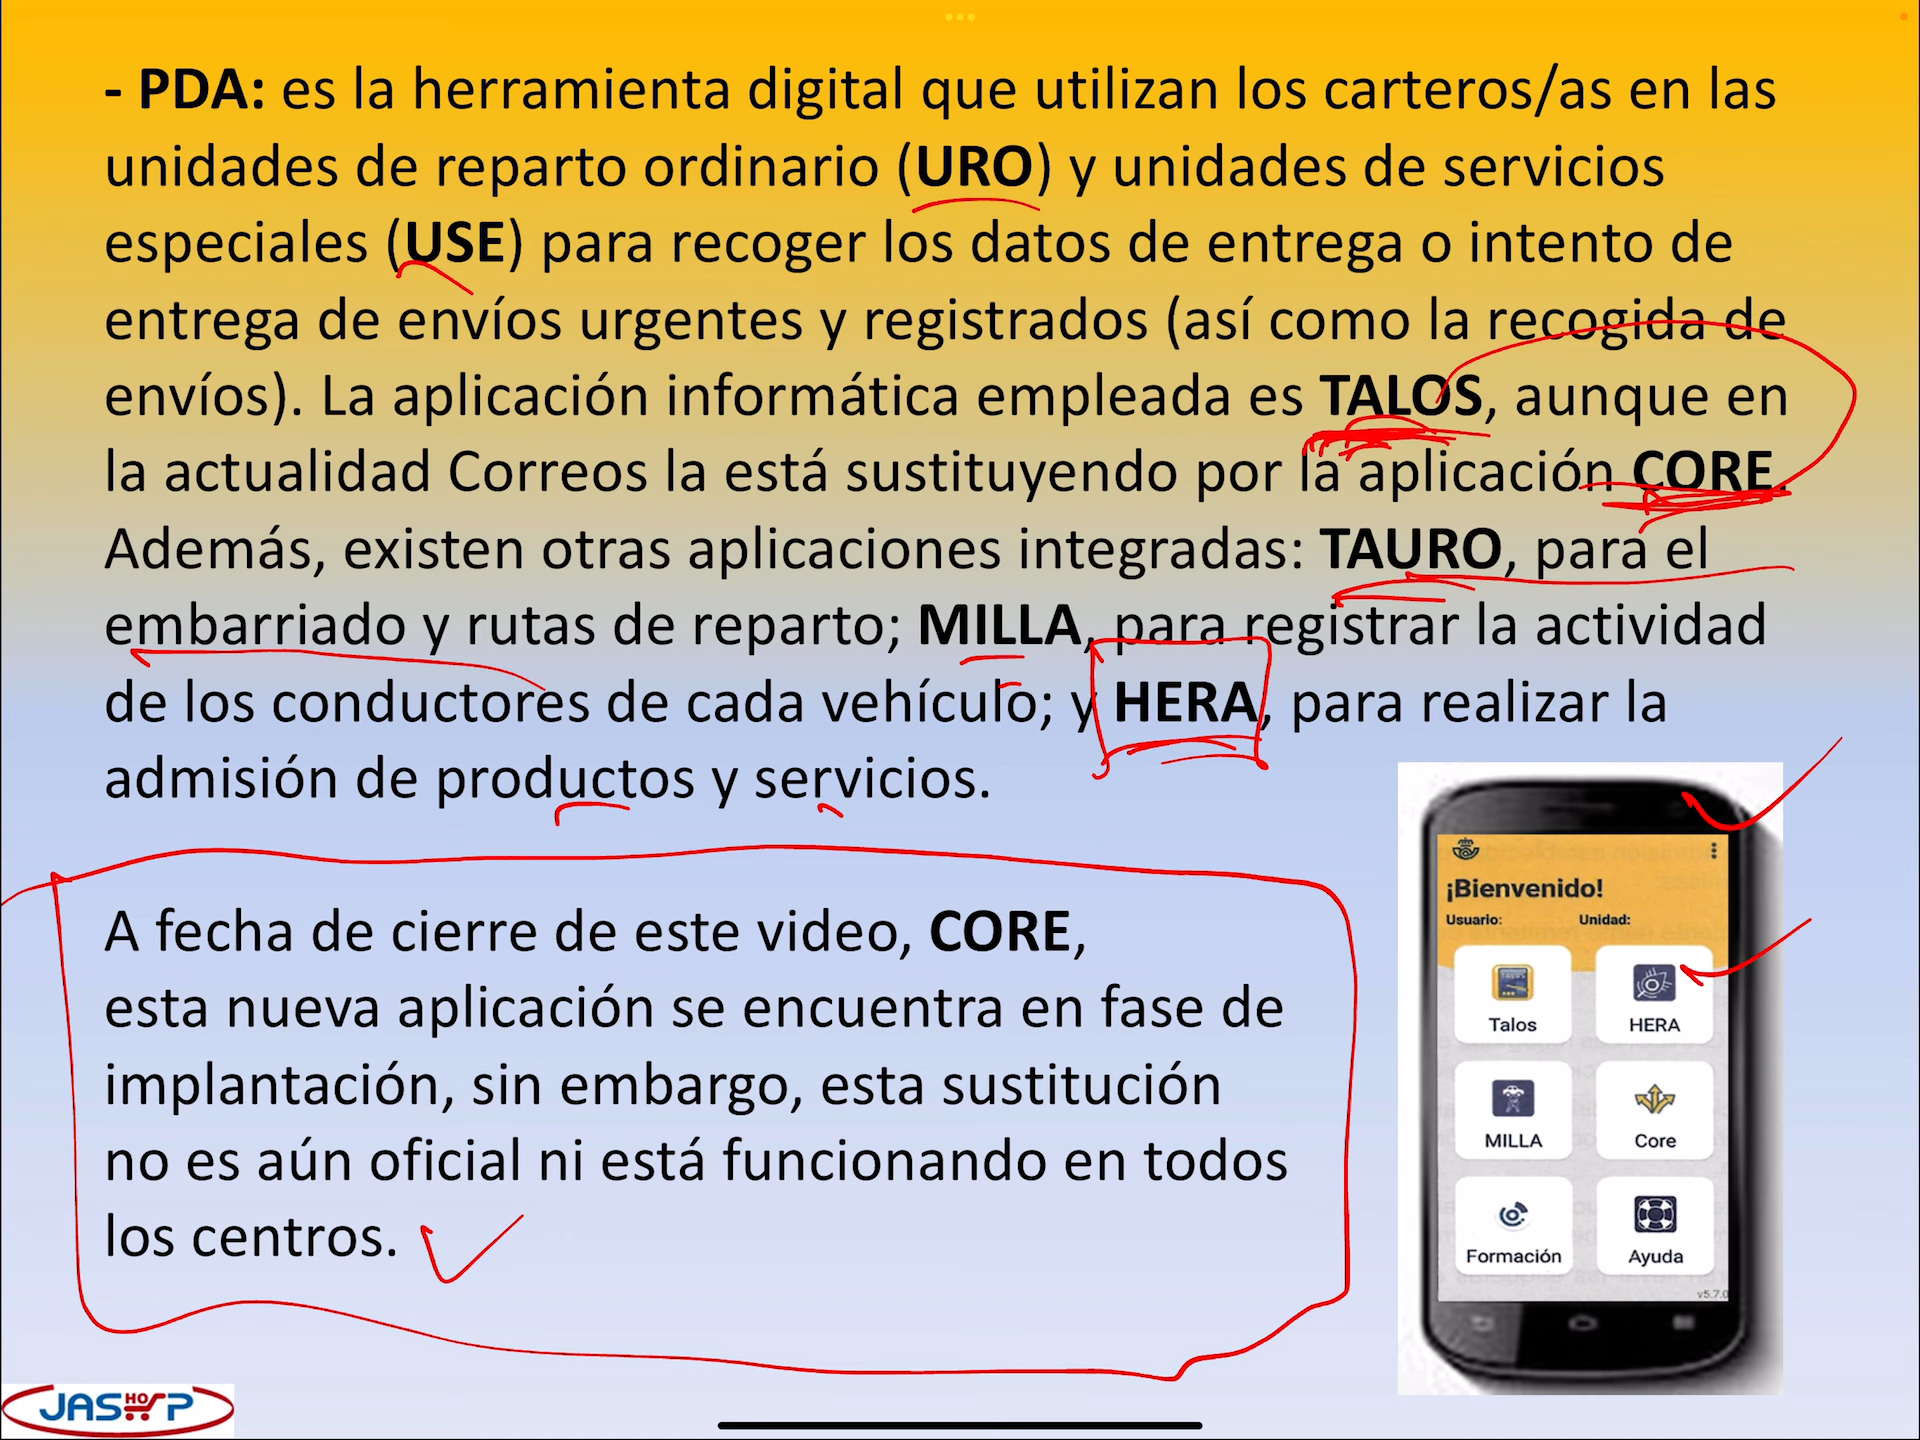 - PDA: es la herramienta digital que utilizan los carteros/as en las
unidades de reparto ordinario (URO) y unidades de servicios
especiales (USE) para recoger los datos de entrega o intento de
entrega de envíos urgentes y registrados (así como la recogida de
envíos). La aplicación informática empleada es TALOS, aunque en
la actualidad Correos la está sustituyendo por la aplicación CORE.
Además, existen otras aplicaciones integradas: TAURO, para el
embarriado y rutas de reparto; MILLA, para registrar la actividad
de los conductores de cada vehículo; y HERA, para realizar la
admisión de productos y servicios.
A fecha de cierre de este video, CORE,
esta nueva aplicación se encuentra en fase de
implantación, sin embargo, esta sustitución
no es aún oficial ni está funcionando en todos
los centros.
¡Bienvenido!
Usuario: Unidad:
Talos HERA
MILLA Core
Formación Ayuda
v5.7.0
JASHOP